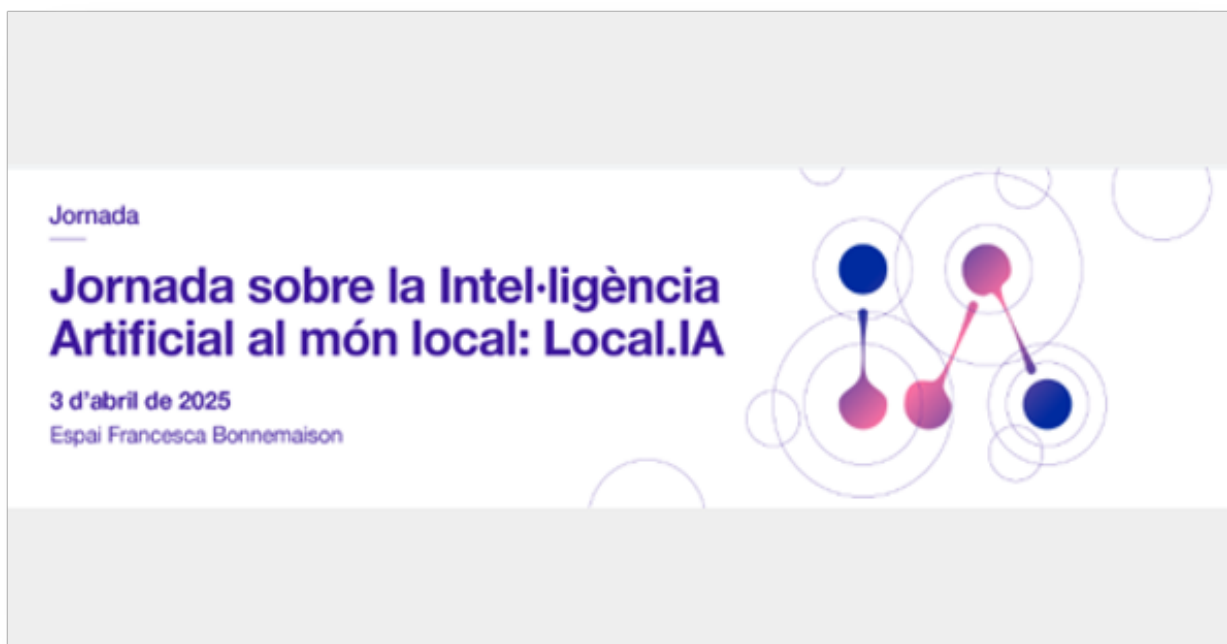 Jornada
Jornada sobre la Intel·ligència
Artificial al món local: Local.IA
3 d'abril de 2025
Espai Francesca Bonnemaison